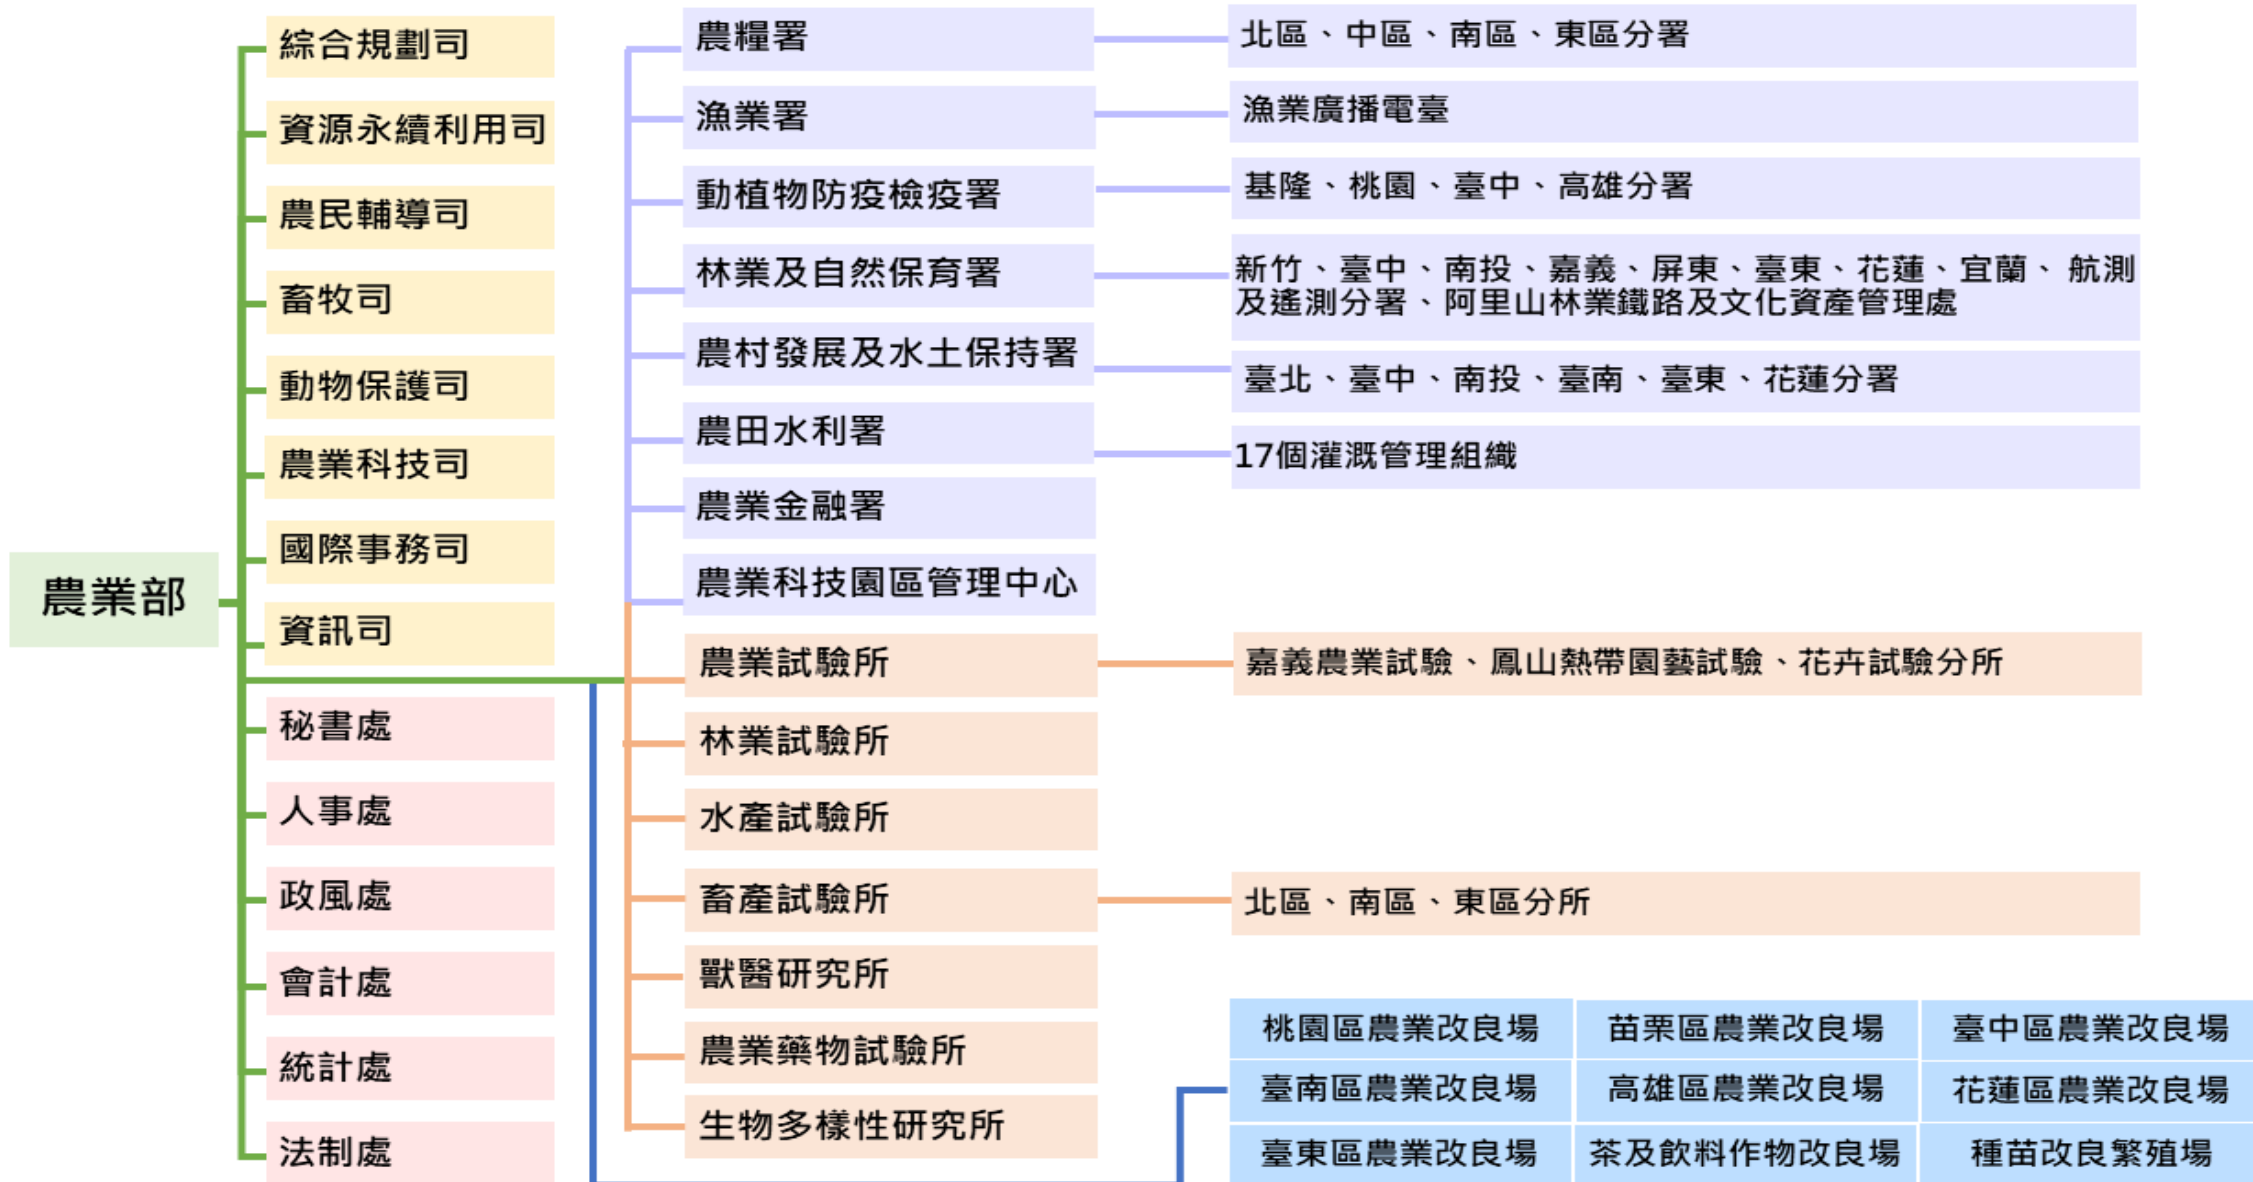 農業部
綜合規劃司
資源永續利用司
農民輔導司
畜牧司
動物保護司
農業科技司
國際事務司
資訊司
秘書處
人事處
政風處
會計處
統計處
法制處
農糧署
北區、中區、南區、東區分署
漁業署
漁業廣播電臺
動植物防疫檢疫署
基隆、桃園、臺中、高雄分署
林業及自然保育署
新竹、臺中、南投、嘉義、屏東、臺東、花蓮、宜蘭、航測
及遙測分署、阿里山林業鐵路及文化資產管理處
農村發展及水土保持署
臺北、臺中、南投、臺南、臺東、花蓮分署
農田水利署
17個灌溉管理組織
農業金融署
農業科技園區管理中心
農業試驗所
嘉義農業試驗、鳳山熱帶園藝試驗、花卉試驗分所
林業試驗所
水產試驗所
畜產試驗所
北區、南區、東區分所
獸醫研究所
農業藥物試驗所
生物多樣性研究所
桃園區農業改良場
苗栗區農業改良場
臺中區農業改良場
臺南區農業改良場
高雄區農業改良場
花蓮區農業改良場
臺東區農業改良場
茶及飲料作物改良場
種苗改良繁殖場